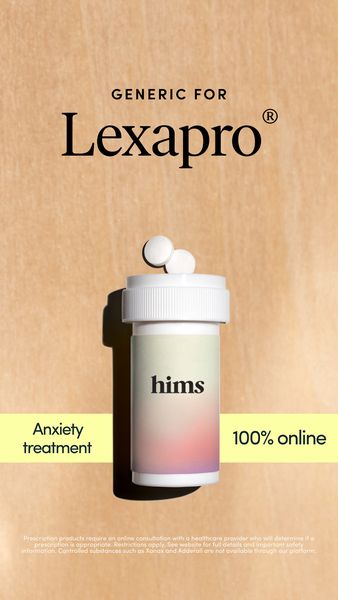 GENERIC FOR
Lexapro®
hims
Anxiety
treatment
100% online
Prescription products require an online consultation with a healthcare provider who will determine if a
prescription is appropriate. Restrictions apply. See website for full details and important safety
information. Controlled substances such as Xanax and Adderall are not available through our platform.